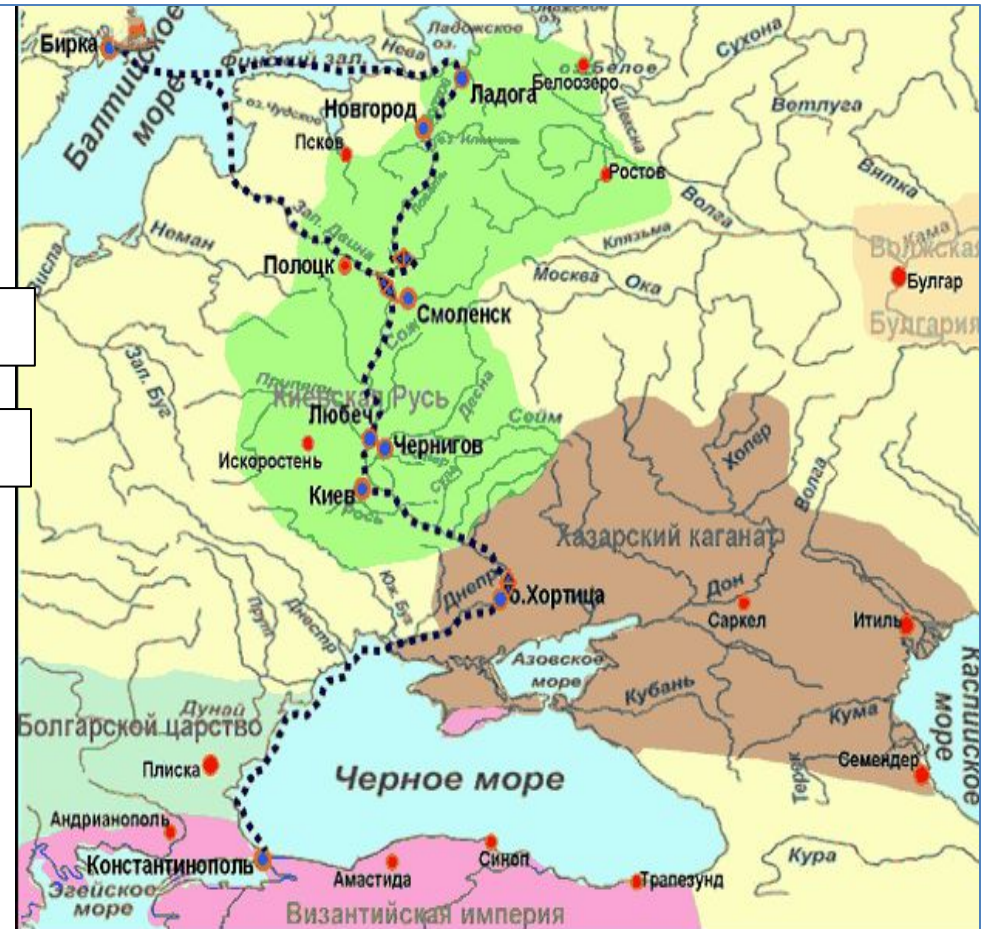 Ладожское
оз.
Онежское
оз.
Бирка
Балтийское
море
Финский зал.
Нева
Сухона
оз. Белое
Белоозеро
Ладога
Новгород
оз. Чудское
Псков
оз. Ильмень
Шексна
Ветлуга
Ростов
Вятка
Ловать
Волга
Зап. Двина
Неман
Висла
Клязьма
Кама
Волжская
Булгария
Булгар
Полоцк
Москва
Ока
Смоленск
Сож
Зап. Буг
Припять
Киевская Русь
Десна
Любеч
Сейм
Чернигов
Искоростень
Хопер
Волга
Киев
Рось
Хазарский каганат
Днепр
о.Хортица
Юж. Буг
Дон
Саркел
Итиль
Прут
Днестр
Азовское
море
Каспийское
море
Кубань
Дунай
Кума
Болгарской царство
Семендер
Терек
Плиска
Черное море
Андрианополь
Константинополь
Синоп
Кура
Амастида
Трапезунд
Эгейское
море
Византийская империя